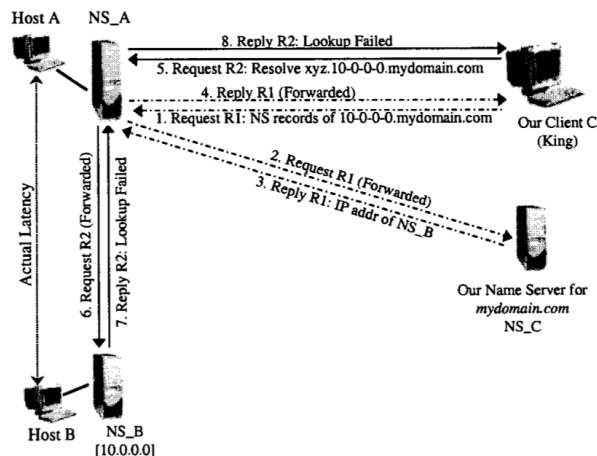 Host A
NS_A
8. Reply R2: Lookup Failed
5. Request R2: Resolve xyz.10-0-0-0.mydomain.com
4. Reply R1 (Forwarded)
1. Request R1: NS records of 10-0-0-0.mydomain.com
Our Client C
(King)
2. Request R1 (Forwarded)
3. Reply R1: IP addr of NS_B
Actual Latency
6. Request R2 (Forwarded)
7. Reply R2: Lookup Failed
Our Name Server for
mydomain.com
NS_C
Host B
NS_B
[10.0.0.0]